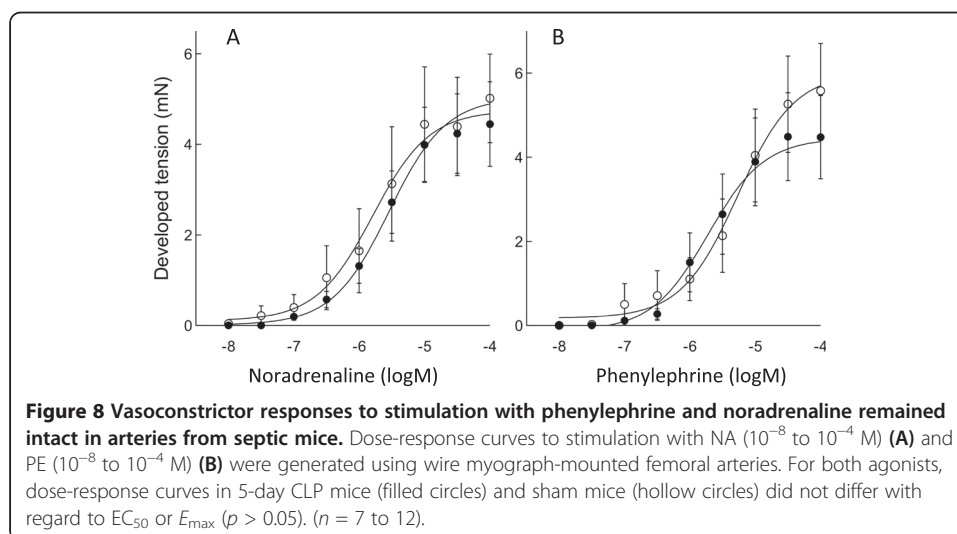 A
B
Developed tension (mN)
6
4
2
0
6
4
2
0
-8 -7 -6 -5 -4
-8 -7 -6 -5 -4
Noradrenaline (logM)
Phenylephrine (logM)
Figure 8 Vasoconstrictor responses to stimulation with phenylephrine and noradrenaline remained
intact in arteries from septic mice. Dose-response curves to stimulation with NA (10⁻⁸ to 10⁻⁴ M) (A) and
PE (10⁻⁸ to 10⁻⁴ M) (B) were generated using wire myograph-mounted femoral arteries. For both agonists,
dose-response curves in 5-day CLP mice (filled circles) and sham mice (hollow circles) did not differ with
regard to EC₅₀ or Emax (p > 0.05). (n = 7 to 12).